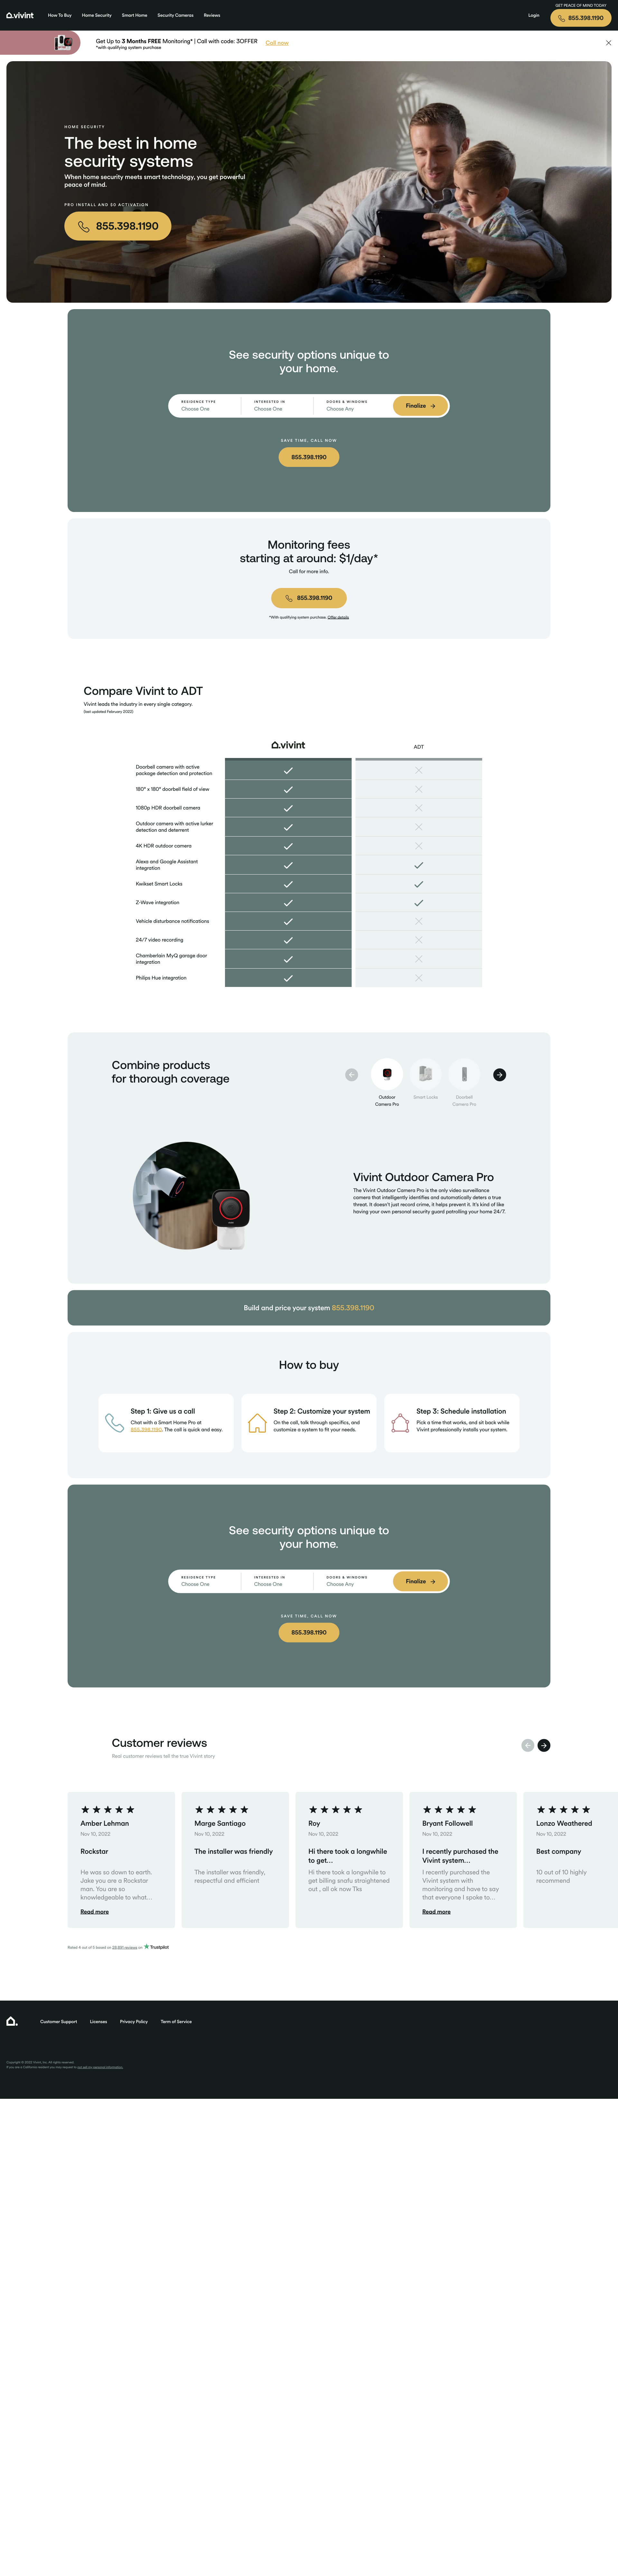 vivint
How To Buy
Home Security
Smart Home
Security Cameras
Reviews
Login
GET PEACE OF MIND TODAY
855.398.1190
Get Up to 3 Months FREE Monitoring* | Call with code: 3OFFER
*with qualifying system purchase
Call now
HOME SECURITY
The best in home
security systems
When home security meets smart technology, you get powerful
peace of mind.
PRO INSTALL AND $0 ACTIVATION
855.398.1190
See security options unique to
your home.
RESIDENCE TYPE
Choose One
INTERESTED IN
Choose One
DOORS & WINDOWS
Choose Any
Finalize
SAVE TIME, CALL NOW
855.398.1190
Monitoring fees
starting at around: $1/day*
Call for more info.
855.398.1190
*With qualifying system purchase. Offer details
Compare Vivint to ADT
Vivint leads the industry in every single category.
(last updated February 2022)
vivint
ADT
Doorbell camera with active
package detection and protection
180° x 180° doorbell field of view
1080p HDR doorbell camera
Outdoor camera with active lurker
detection and deterrent
4K HDR outdoor camera
Alexa and Google Assistant
integration
Kwikset Smart Locks
Z-Wave integration
Vehicle disturbance notifications
24/7 video recording
Chamberlain MyQ garage door
integration
Philips Hue integration
Combine products
for thorough coverage
Outdoor
Camera Pro
Smart Locks
Doorbell
Camera Pro
Vivint Outdoor Camera Pro
The Vivint Outdoor Camera Pro is the only video surveillance
camera that intelligently identifies and automatically deters a true
threat. It doesn't just record crime, it helps prevent it. It's kind of like
having your own personal security guard patrolling your home 24/7.
Build and price your system 855.398.1190
How to buy
Step 1: Give us a call
Chat with a Smart Home Pro at
855.398.1190. The call is quick and easy.
Step 2: Customize your system
On the call, talk through specifics, and
customize a system to fit your needs.
Step 3: Schedule installation
Pick a time that works, and sit back while
Vivint professionally installs your system.
See security options unique to
your home.
RESIDENCE TYPE
Choose One
INTERESTED IN
Choose One
DOORS & WINDOWS
Choose Any
Finalize
SAVE TIME, CALL NOW
855.398.1190
Customer reviews
Real customer reviews tell the true Vivint story
Amber Lehman
Nov 10, 2022
Rockstar
He was so down to earth.
Jake you are a Rockstar
man. You are so
knowledgeable to what...
Read more
Marge Santiago
Nov 10, 2022
The installer was friendly
The installer was friendly,
respectful and efficient
Roy
Nov 10, 2022
Hi there took a longwhile
to get...
Hi there took a longwhile to
get billing snafu straightened
out , all ok now Tks
Bryant Followell
Nov 10, 2022
I recently purchased the
Vivint system...
I recently purchased the
Vivint system with
monitoring and have to say
that everyone I spoke to...
Read more
Lonzo Weathered
Nov 10, 2022
Best company
10 out of 10 highly
recommend
Trustpilot
Customer Support
Licenses
Privacy Policy
Term of Service
Copyright © 2022 Vivint, Inc. All rights reserved.